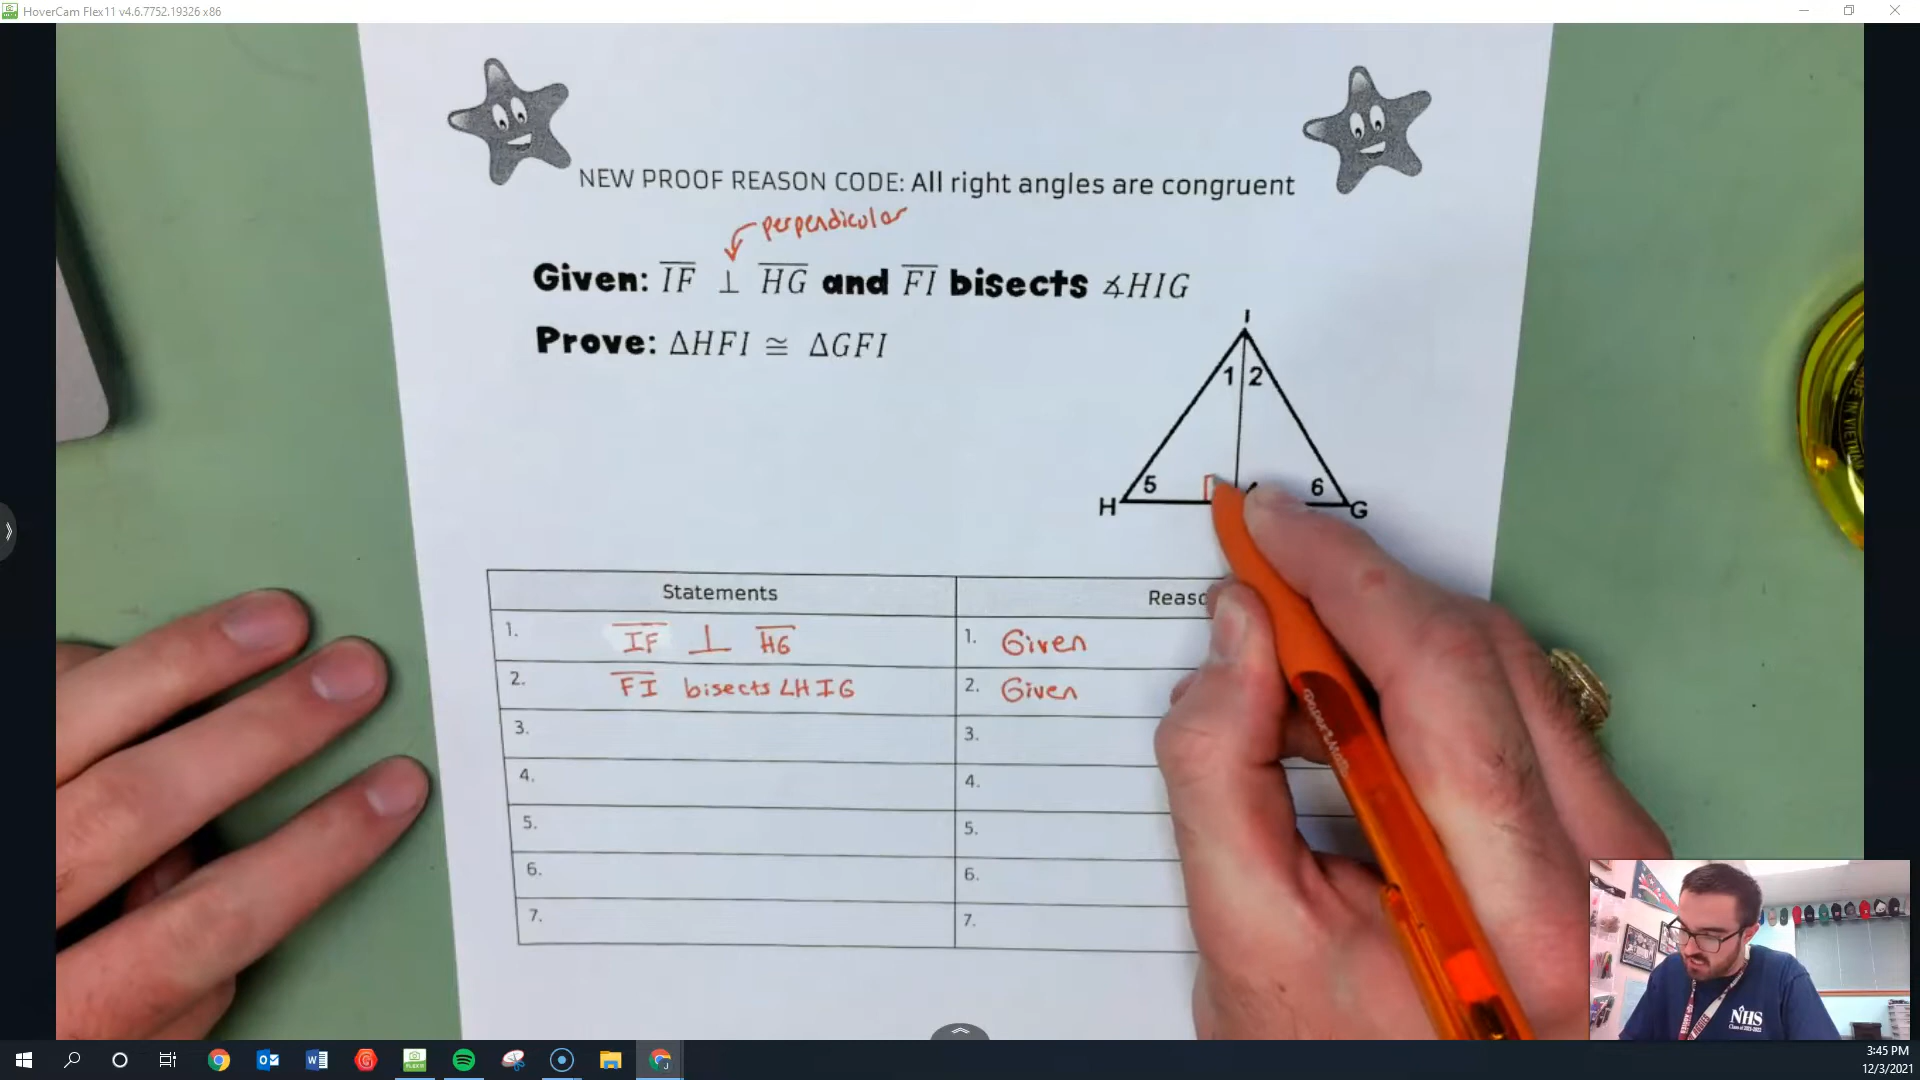 HoverCam Flex11 v4.6.7752.19326 x86
NEW PROOF REASON CODE: All right angles are congruent
perpendicular
Given: IF ⊥ HG and FI bisects ∡HIG
Prove: ΔHFI ≅ ΔGFI
I
1 2
5 6
H G
Statements
1. IF ⊥ HG 1. Given
2. FI bisects ∠HIG 2. Given
3. 3.
4. 4.
5. 5.
6. 6.
7. 7.
NHS
3:45 PM
12/3/2021